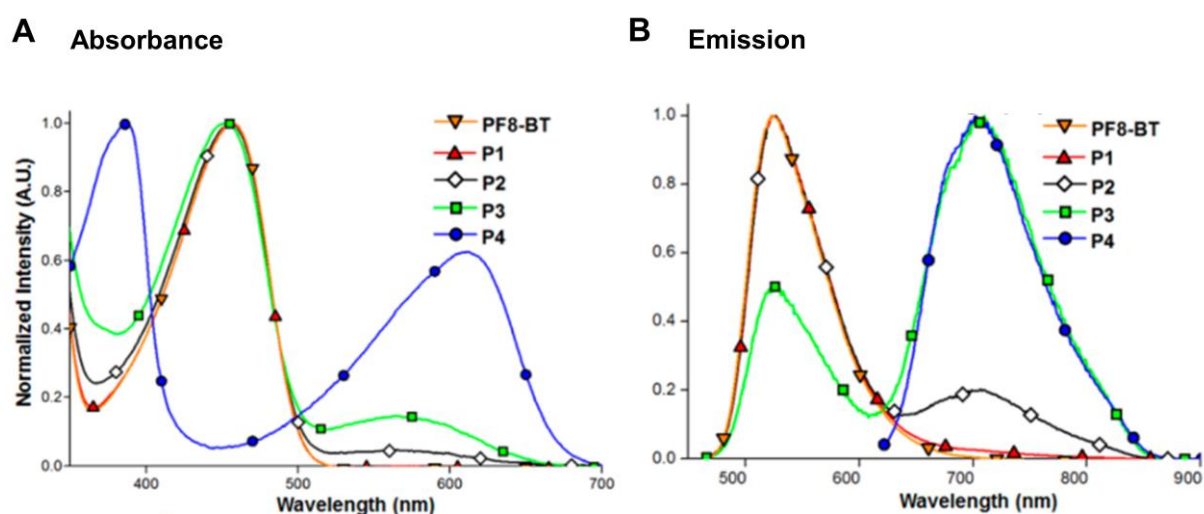 A Absorbance
Normalized Intensity (A.U.)
1.0
0.8
0.6
0.4
0.2
0.0
400 500 600 700
Wavelength (nm)
PF8-BT
P1
P2
P3
P4
B Emission
1.0
0.8
0.6
0.4
0.2
0.0
500 600 700 800 900
Wavelength (nm)
PF8-BT
P1
P2
P3
P4